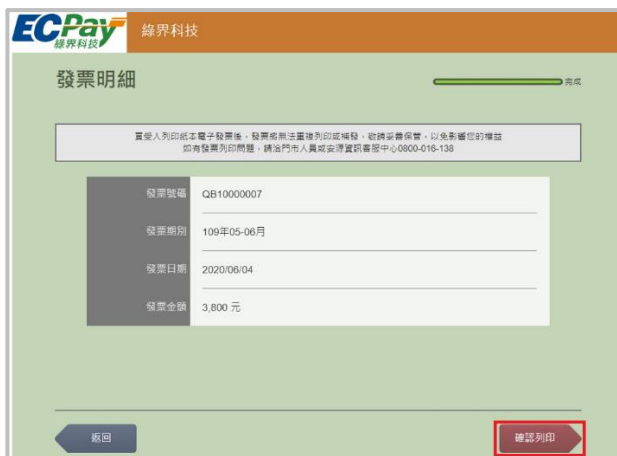 ECPay
綠界科技
綠界科技
發票明細
完成
買受人列印紙本電子發票後，發票將無法重複列印或補發，敬請妥善保管，以免影響您的權益
如有發票列印問題，請洽門市人員或安源資訊客服中心0800-016-138
發票號碼 QB10000007
發票期別 109年05-06月
發票日期 2020/06/04
發票金額 3,800 元
返回
確認列印